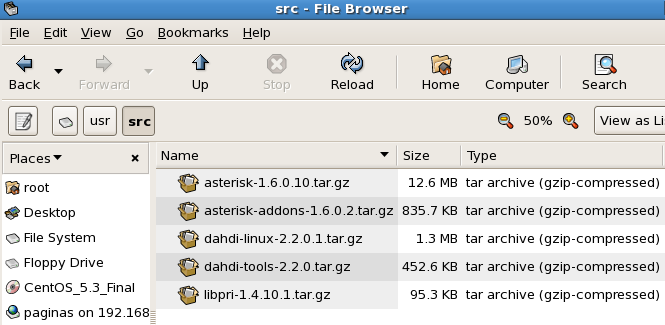 src - File Browser
File Edit View Go Bookmarks Help
Back Forward Up Stop Reload Home Computer Search
usr src 50% View as Lis
Places Name Size Type
root asterisk-1.6.0.10.tar.gz 12.6 MB tar archive (gzip-compressed)
Desktop asterisk-addons-1.6.0.2.tar.gz 835.7 KB tar archive (gzip-compressed)
File System dahdi-linux-2.2.0.1.tar.gz 1.3 MB tar archive (gzip-compressed)
Floppy Drive dahdi-tools-2.2.0.tar.gz 452.6 KB tar archive (gzip-compressed)
CentOS_5.3_Final libpri-1.4.10.1.tar.gz 95.3 KB tar archive (gzip-compressed)
paginas on 192.168